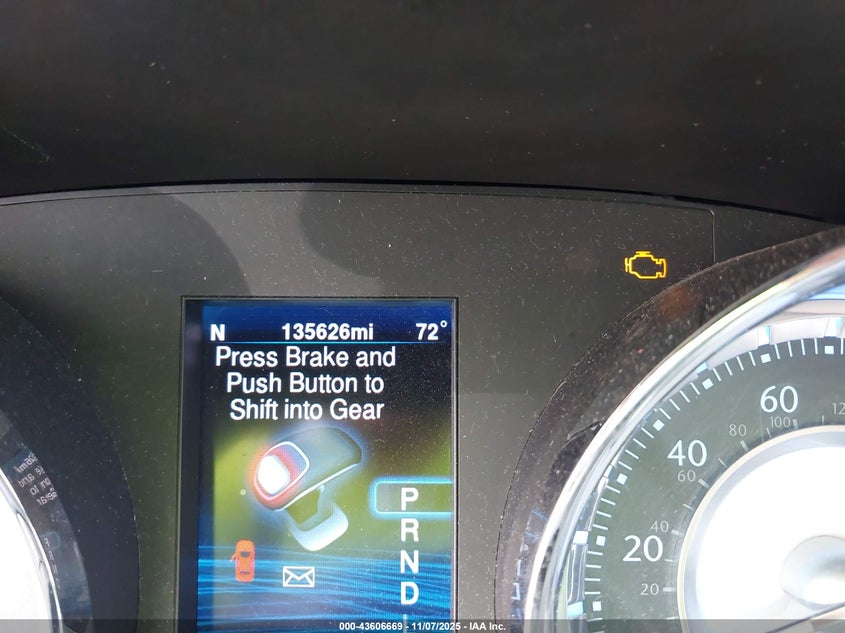 N 135626mi 72°
Press Brake and
Push Button to
Shift into Gear
P
R
N
D
60
100
80
40
60
40
20
20
000-43606669 - 11/07/2025 - IAA Inc.